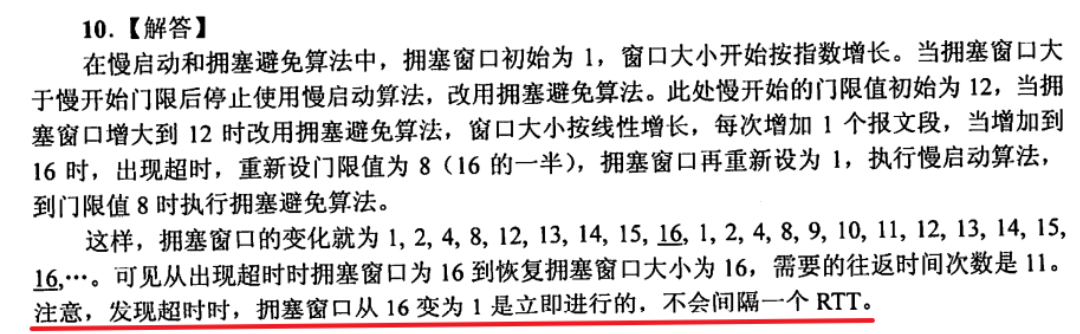 10.【解答】
在慢启动和拥塞避免算法中，拥塞窗口初始为 1，窗口大小开始按指数增长。当拥塞窗口大
于慢开始门限后停止使用慢启动算法，改用拥塞避免算法。此处慢开始的门限值初始为 12，当拥
塞窗口增大到 12 时改用拥塞避免算法，窗口大小按线性增长，每次增加 1 个报文段，当增加到
16 时，出现超时，重新设门限值为 8（16 的一半），拥塞窗口再重新设为 1，执行慢启动算法，
到门限值 8 时执行拥塞避免算法。
这样，拥塞窗口的变化就为 1, 2, 4, 8, 12, 13, 14, 15, 16, 1, 2, 4, 8, 9, 10, 11, 12, 13, 14, 15,
16,…。可见从出现超时时拥塞窗口为 16 到恢复拥塞窗口大小为 16，需要的往返时间次数是 11。
注意，发现超时时，拥塞窗口从 16 变为 1 是立即进行的，不会间隔一个 RTT。